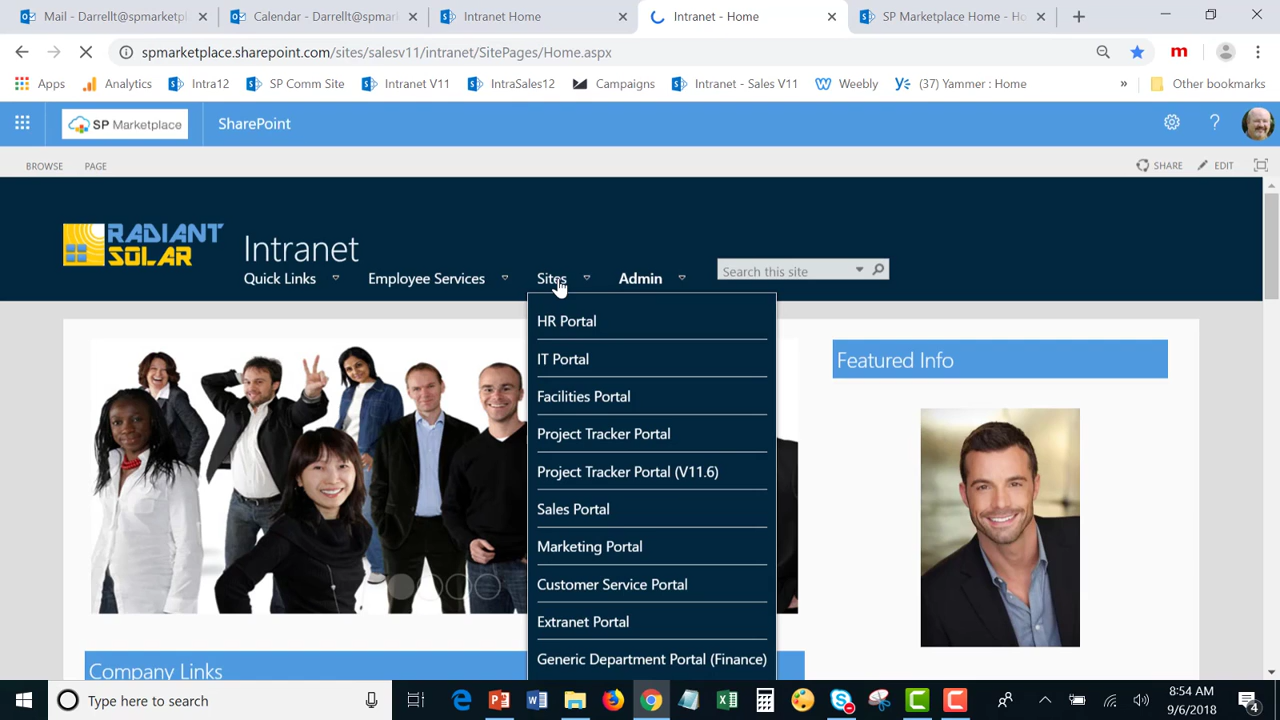 Mail - Darrellt@spmarketpl
Calendar - Darrellt@spmar
Intranet Home
Intranet - Home
SP Marketplace Home - Ho
spmarketplace.sharepoint.com/sites/salesv11/intranet/SitePages/Home.aspx
Apps
Analytics
Intra12
SP Comm Site
Intranet V11
IntraSales12
Campaigns
Intranet - Sales V11
Weebly
(37) Yammer : Home
Other bookmarks
SP Marketplace
SharePoint
BROWSE
PAGE
SHARE
EDIT
RADIANT
SOLAR
Intranet
Quick Links
Employee Services
Sites
Admin
Search this site
HR Portal
IT Portal
Facilities Portal
Project Tracker Portal
Project Tracker Portal (V11.6)
Sales Portal
Marketing Portal
Customer Service Portal
Extranet Portal
Generic Department Portal (Finance)
Featured Info
Company Links
Type here to search
8:54 AM
9/6/2018